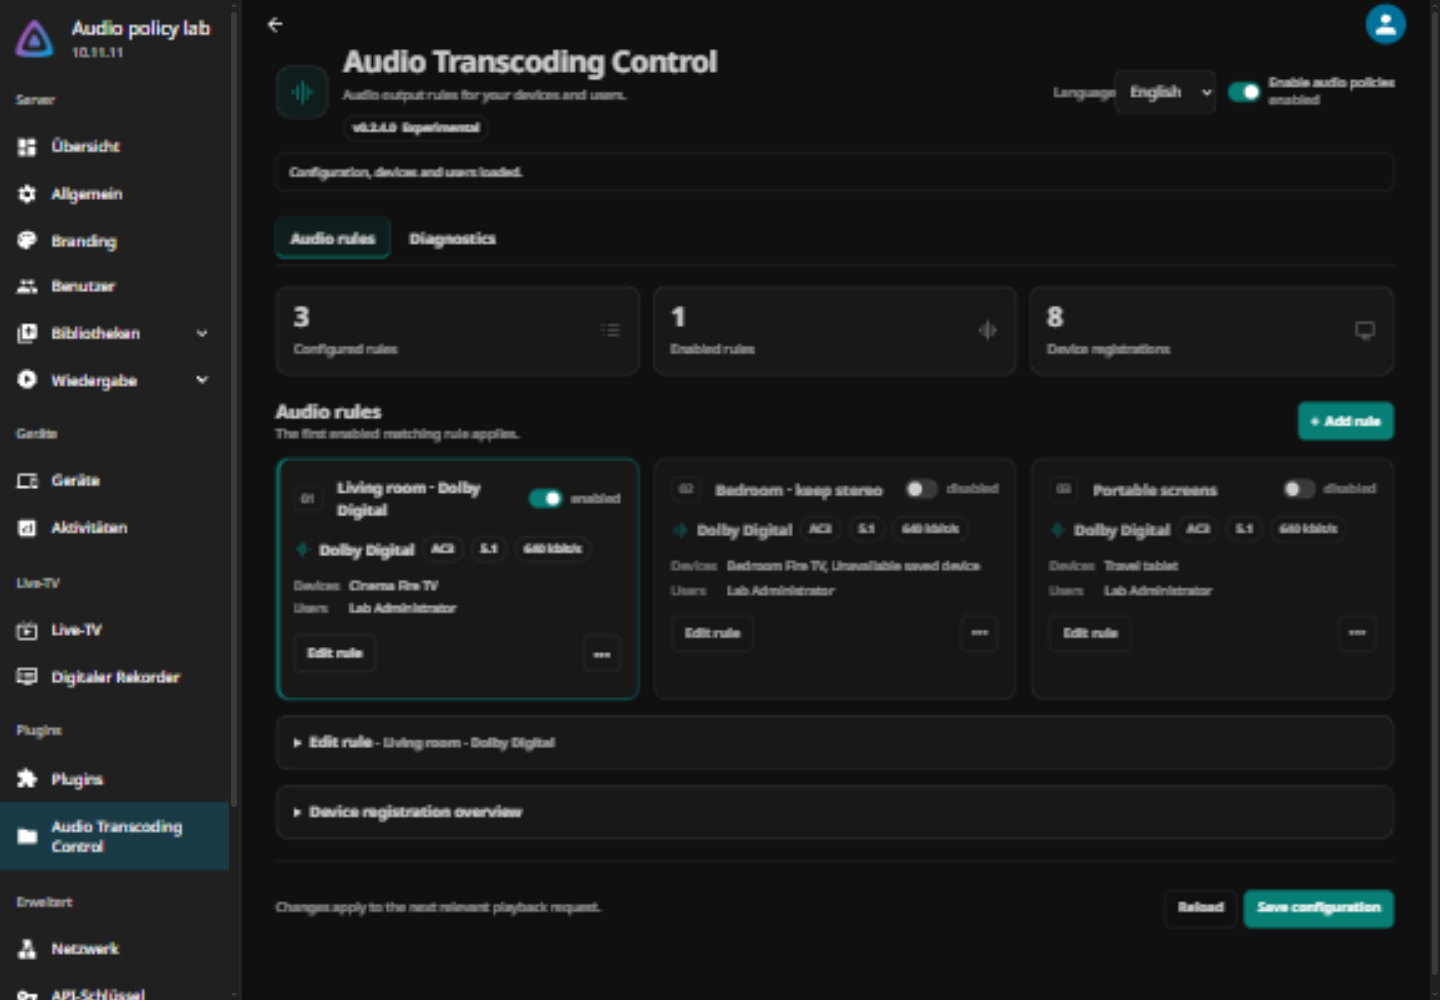 Audio policy lab
10.11.11
Server
Übersicht
Allgemein
Branding
Benutzer
Bibliotheken
Wiedergabe
Geräte
Geräte
Aktivitäten
Live-TV
Live-TV
Digitaler Rekorder
Plugins
Plugins
Audio Transcoding
Control
Erweitert
Netzwerk
API-Schlüssel
Audio Transcoding Control
Audio output rules for your devices and users.
v0.2.4.0 Experimental
Language English
Enable audio policies
enabled
Configuration, devices and users loaded.
Audio rules Diagnostics
3
Configured rules
1
Enabled rules
8
Device registrations
Audio rules
The first enabled matching rule applies.
+ Add rule
01 Living room - Dolby
Digital
enabled
Dolby Digital AC3 5.1 640 kbit/s
Devices Cinema Fire TV
Users Lab Administrator
Edit rule ...
02 Bedroom - keep stereo disabled
Dolby Digital AC3 5.1 640 kbit/s
Devices Bedroom Fire TV, Unavailable saved device
Users Lab Administrator
Edit rule ...
03 Portable screens disabled
Dolby Digital AC3 5.1 640 kbit/s
Devices Travel tablet
Users Lab Administrator
Edit rule ...
Edit rule - Living room - Dolby Digital
Device registration overview
Changes apply to the next relevant playback request.
Reload Save configuration